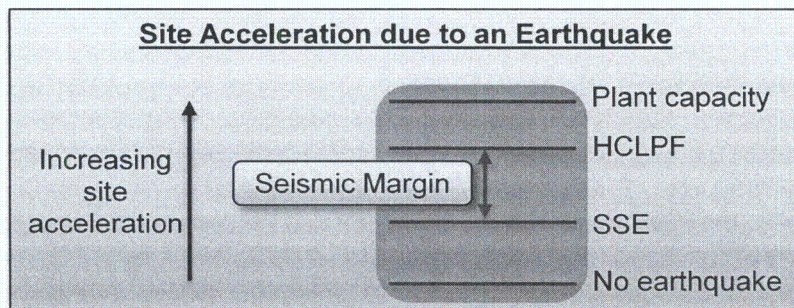 Site Acceleration due to an Earthquake
Plant capacity
HCLPF
Increasing
site
acceleration
Seismic Margin
SSE
No earthquake